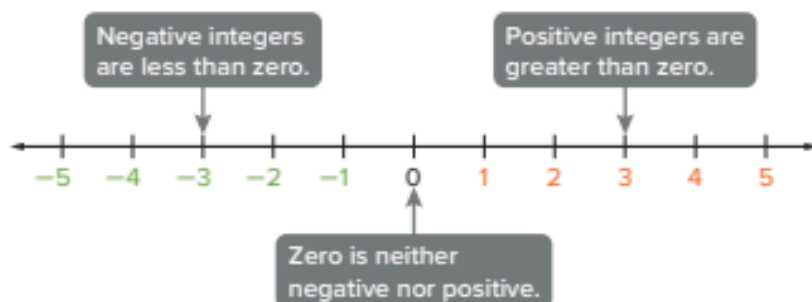 Negative integers
are less than zero.
Positive integers are
greater than zero.
−5 −4 −3 −2 −1 0 1 2 3 4 5
Zero is neither
negative nor positive.